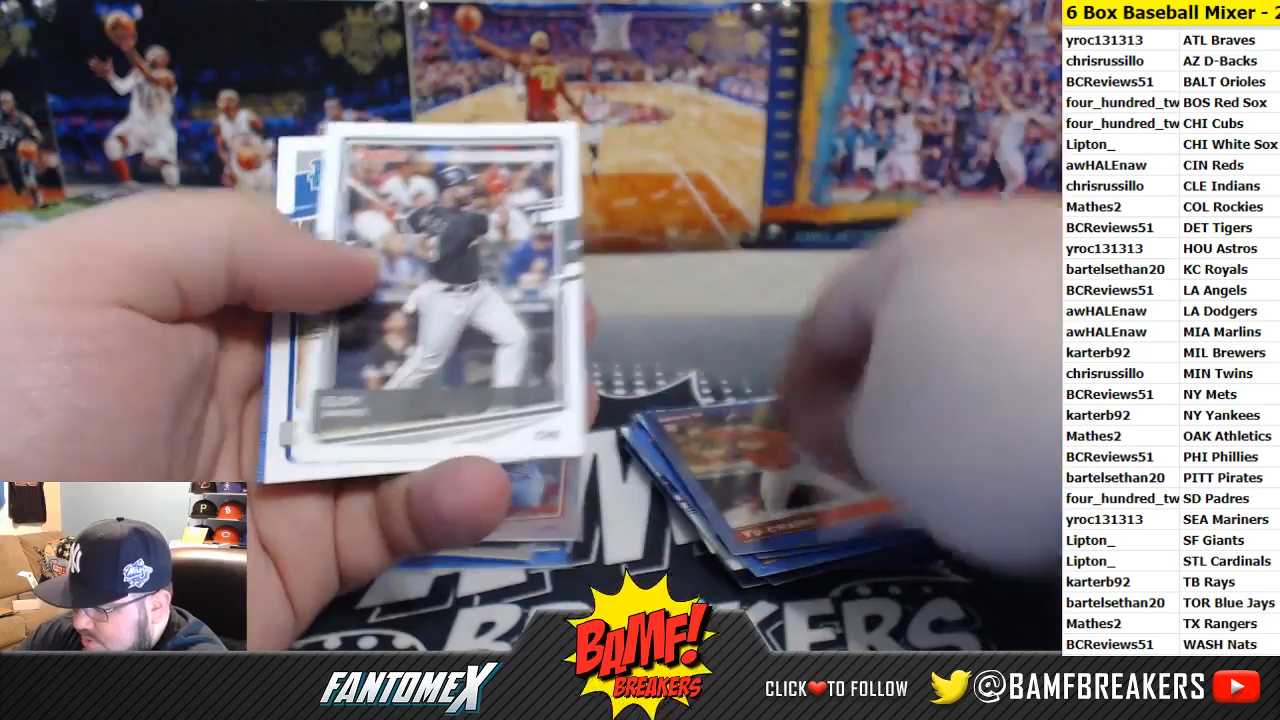 6 Box Baseball Mixer - 2
yroc131313 ATL Braves
chrisrussillo AZ D-Backs
BCReviews51 BALT Orioles
four_hundred_tw BOS Red Sox
four_hundred_tw CHI Cubs
Lipton_ CHI White Sox
awHALEnaw CIN Reds
chrisrussillo CLE Indians
Mathes2 COL Rockies
BCReviews51 DET Tigers
yroc131313 HOU Astros
bartelsethan20 KC Royals
BCReviews51 LA Angels
awHALEnaw LA Dodgers
awHALEnaw MIA Marlins
karterb92 MIL Brewers
chrisrussillo MIN Twins
BCReviews51 NY Mets
karterb92 NY Yankees
Mathes2 OAK Athletics
BCReviews51 PHI Phillies
bartelsethan20 PITT Pirates
four_hundred_tw SD Padres
yroc131313 SEA Mariners
Lipton_ SF Giants
Lipton_ STL Cardinals
karterb92 TB Rays
bartelsethan20 TOR Blue Jays
Mathes2 TX Rangers
BCReviews51 WASH Nats
FANTOMEX
BAMF!
BREAKERS
CLICK TO FOLLOW
@BAMFBREAKERS